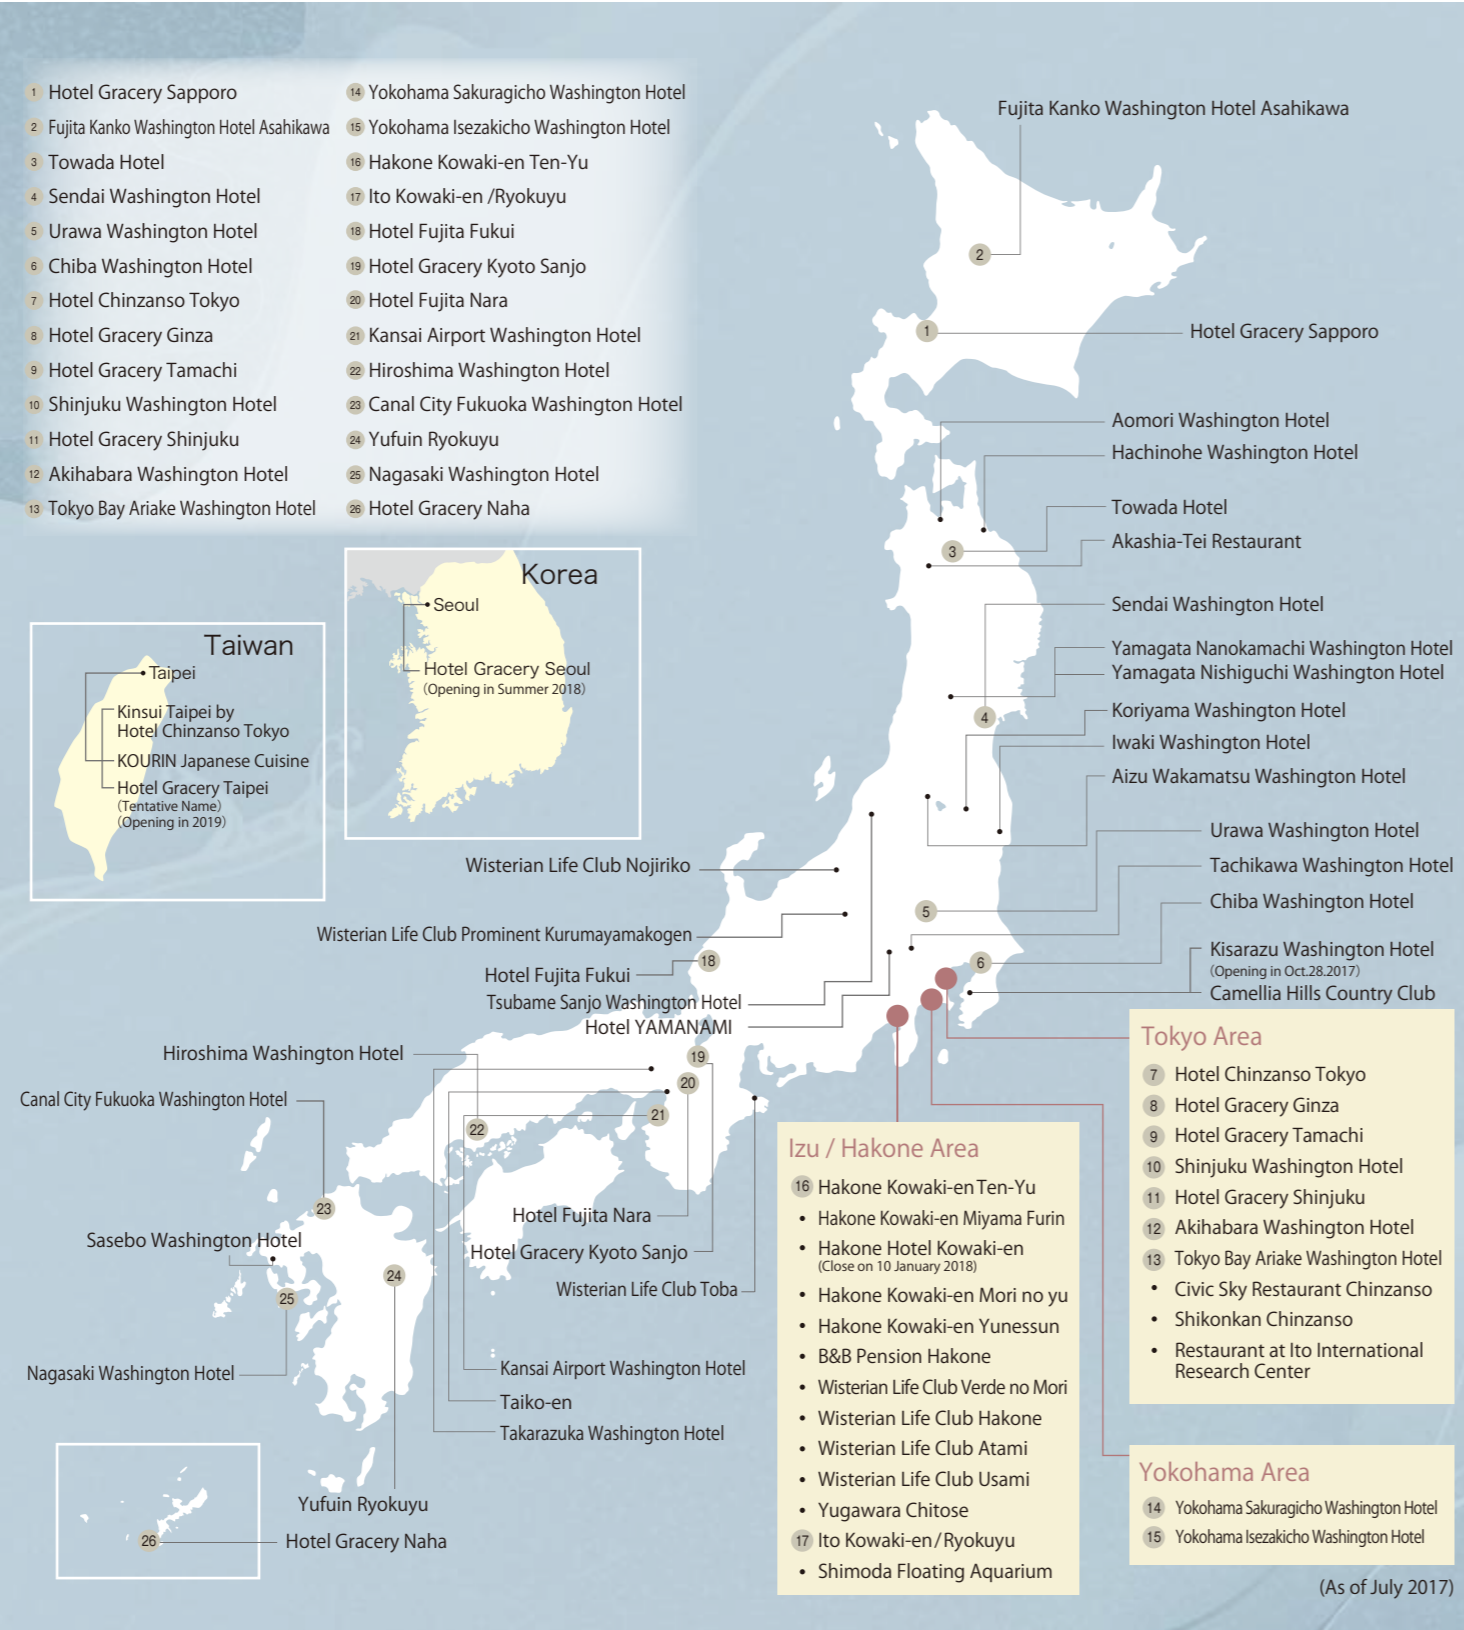 1 Hotel Gracery Sapporo
2 Fujita Kanko Washington Hotel Asahikawa
3 Towada Hotel
4 Sendai Washington Hotel
5 Urawa Washington Hotel
6 Chiba Washington Hotel
7 Hotel Chinzanso Tokyo
8 Hotel Gracery Ginza
9 Hotel Gracery Tamachi
10 Shinjuku Washington Hotel
11 Hotel Gracery Shinjuku
12 Akihabara Washington Hotel
13 Tokyo Bay Ariake Washington Hotel
14 Yokohama Sakuragicho Washington Hotel
15 Yokohama Isezakicho Washington Hotel
16 Hakone Kowaki-en Ten-Yu
17 Ito Kowaki-en /Ryokuyu
18 Hotel Fujita Fukui
19 Hotel Gracery Kyoto Sanjo
20 Hotel Fujita Nara
21 Kansai Airport Washington Hotel
22 Hiroshima Washington Hotel
23 Canal City Fukuoka Washington Hotel
24 Yufuin Ryokuyu
25 Nagasaki Washington Hotel
26 Hotel Gracery Naha
Korea
Seoul
Hotel Gracery Seoul
(Opening in Summer 2018)
Taiwan
Taipei
Kinsui Taipei by
Hotel Chinzanso Tokyo
KOURIN Japanese Cuisine
Hotel Gracery Taipei
(Tentative Name)
(Opening in 2019)
Fujita Kanko Washington Hotel Asahikawa
2
1
Hotel Gracery Sapporo
Aomori Washington Hotel
Hachinohe Washington Hotel
Towada Hotel
3
Akashia-Tei Restaurant
Sendai Washington Hotel
Yamagata Nanokamachi Washington Hotel
Yamagata Nishiguchi Washington Hotel
4
Koriyama Washington Hotel
Iwaki Washington Hotel
Aizu Wakamatsu Washington Hotel
Urawa Washington Hotel
Tachikawa Washington Hotel
5
Chiba Washington Hotel
6
Kisarazu Washington Hotel
(Opening in Oct.28.2017)
Camellia Hills Country Club
Wisterian Life Club Nojiriko
Wisterian Life Club Prominent Kurumayamakogen
18
Hotel Fujita Fukui
Tsubame Sanjo Washington Hotel
Hotel YAMANAMI
Hiroshima Washington Hotel
19
20
21
22
Canal City Fukuoka Washington Hotel
23
Hotel Fujita Nara
Sasebo Washington Hotel
Hotel Gracery Kyoto Sanjo
24
Wisterian Life Club Toba
25
Nagasaki Washington Hotel
Kansai Airport Washington Hotel
Taiko-en
Takarazuka Washington Hotel
Yufuin Ryokuyu
26
Hotel Gracery Naha
Tokyo Area
7 Hotel Chinzanso Tokyo
8 Hotel Gracery Ginza
9 Hotel Gracery Tamachi
10 Shinjuku Washington Hotel
11 Hotel Gracery Shinjuku
12 Akihabara Washington Hotel
13 Tokyo Bay Ariake Washington Hotel
• Civic Sky Restaurant Chinzanso
• Shikonkan Chinzanso
• Restaurant at Ito International
Research Center
Izu / Hakone Area
16 Hakone Kowaki-en Ten-Yu
• Hakone Kowaki-en Miyama Furin
• Hakone Hotel Kowaki-en
(Close on 10 January 2018)
• Hakone Kowaki-en Mori no yu
• Hakone Kowaki-en Yunessun
• B&B Pension Hakone
• Wisterian Life Club Verde no Mori
• Wisterian Life Club Hakone
• Wisterian Life Club Atami
• Wisterian Life Club Usami
• Yugawara Chitose
17 Ito Kowaki-en/Ryokuyu
• Shimoda Floating Aquarium
Yokohama Area
14 Yokohama Sakuragicho Washington Hotel
15 Yokohama Isezakicho Washington Hotel
(As of July 2017)